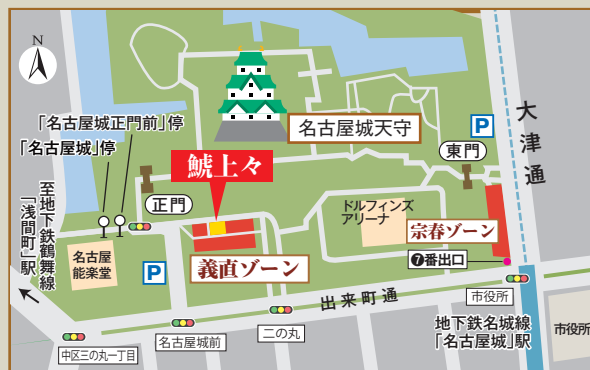 N
名古屋城天守
「名古屋城正門前」停
「名古屋城」停
鯱上々
正門
東門
P
大津通
ドルフィンズ
アリーナ
宗春ゾーン
❼番出口
義直ゾーン
至地下鉄鶴舞線
「浅間町」駅
名古屋
能楽堂
P
出来町通
市役所
地下鉄名城線
「名古屋城」駅
市役所
二の丸
名古屋城前
中区三の丸一丁目